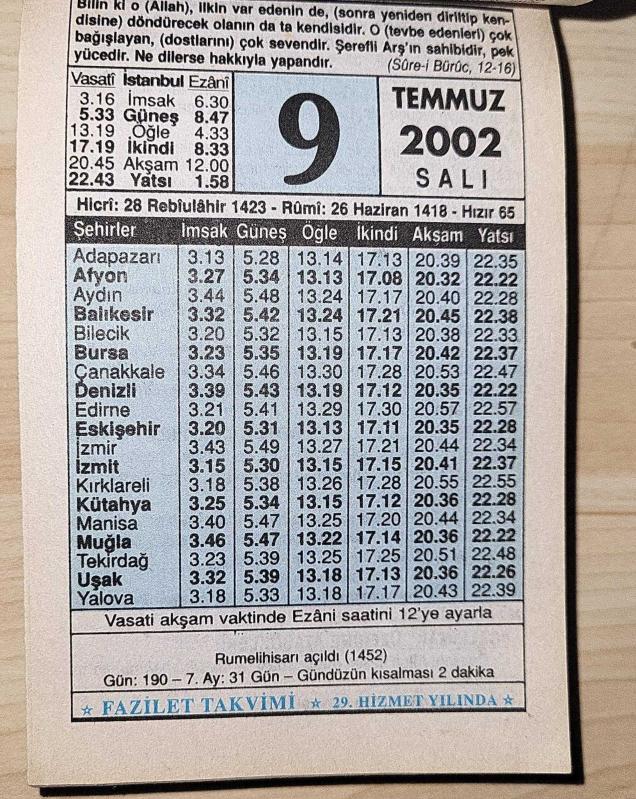 Bilin ki o (Allah), ilkin var edenin de, (sonra yeniden diriltip ken-
disine) döndürecek olanın da ta kendisidir. O (tevbe edenleri) çok
bağışlayan, (dostlarını) çok sevendir. Şerefli Arş'ın sahibidir, pek
yücedir. Ne dilerse hakkıyla yapandır. (Sûre-i Bürûc, 12-16)
Vasatî İstanbul Ezânî
3.16 İmsak 6.30
5.33 Güneş 8.47
13.19 Öğle 4.33
17.19 İkindi 8.33
20.45 Akşam 12.00
22.43 Yatsı 1.58
9
TEMMUZ
2002
SALI
Hicrî: 28 Rebîulâhir 1423 - Rûmî: 26 Haziran 1418 - Hızır 65
Şehirler İmsak Güneş Öğle İkindi Akşam Yatsı
Adapazarı 3.13 5.28 13.14 17.13 20.39 22.35
Afyon 3.27 5.34 13.13 17.08 20.32 22.22
Aydın 3.44 5.48 13.24 17.17 20.40 22.28
Balıkesir 3.32 5.42 13.24 17.21 20.45 22.38
Bilecik 3.20 5.32 13.15 17.13 20.38 22.33
Bursa 3.23 5.35 13.19 17.17 20.42 22.37
Çanakkale 3.34 5.46 13.30 17.28 20.53 22.47
Denizli 3.39 5.43 13.19 17.12 20.35 22.22
Edirne 3.21 5.41 13.29 17.30 20.57 22.57
Eskişehir 3.20 5.31 13.13 17.11 20.35 22.28
İzmir 3.43 5.49 13.27 17.21 20.44 22.34
İzmit 3.15 5.30 13.15 17.15 20.41 22.37
Kırklareli 3.18 5.38 13.26 17.28 20.55 22.55
Kütahya 3.25 5.34 13.15 17.12 20.36 22.28
Manisa 3.40 5.47 13.25 17.20 20.44 22.34
Muğla 3.46 5.47 13.22 17.14 20.36 22.22
Tekirdağ 3.23 5.39 13.25 17.25 20.51 22.48
Uşak 3.32 5.39 13.18 17.13 20.36 22.26
Yalova 3.18 5.33 13.18 17.17 20.43 22.39
Vasati akşam vaktinde Ezâni saatini 12'ye ayarla
Rumelihisarı açıldı (1452)
Gün: 190 – 7. Ay: 31 Gün – Gündüzün kısalması 2 dakika
☆ FAZİLET TAKVİMİ ☆ 29. HİZMET YILINDA ☆